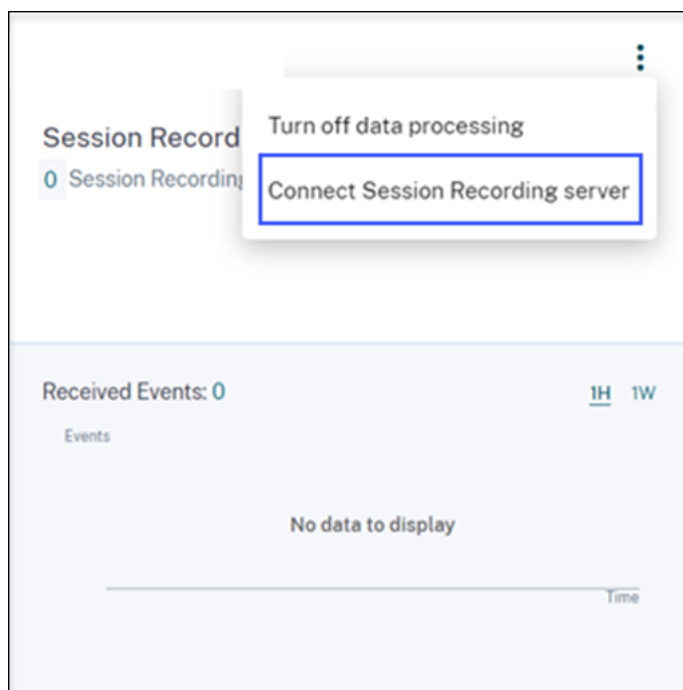 Session Record
0 Session Recording
Turn off data processing
Connect Session Recording server
Received Events: 0
1H 1W
Events
No data to display
Time